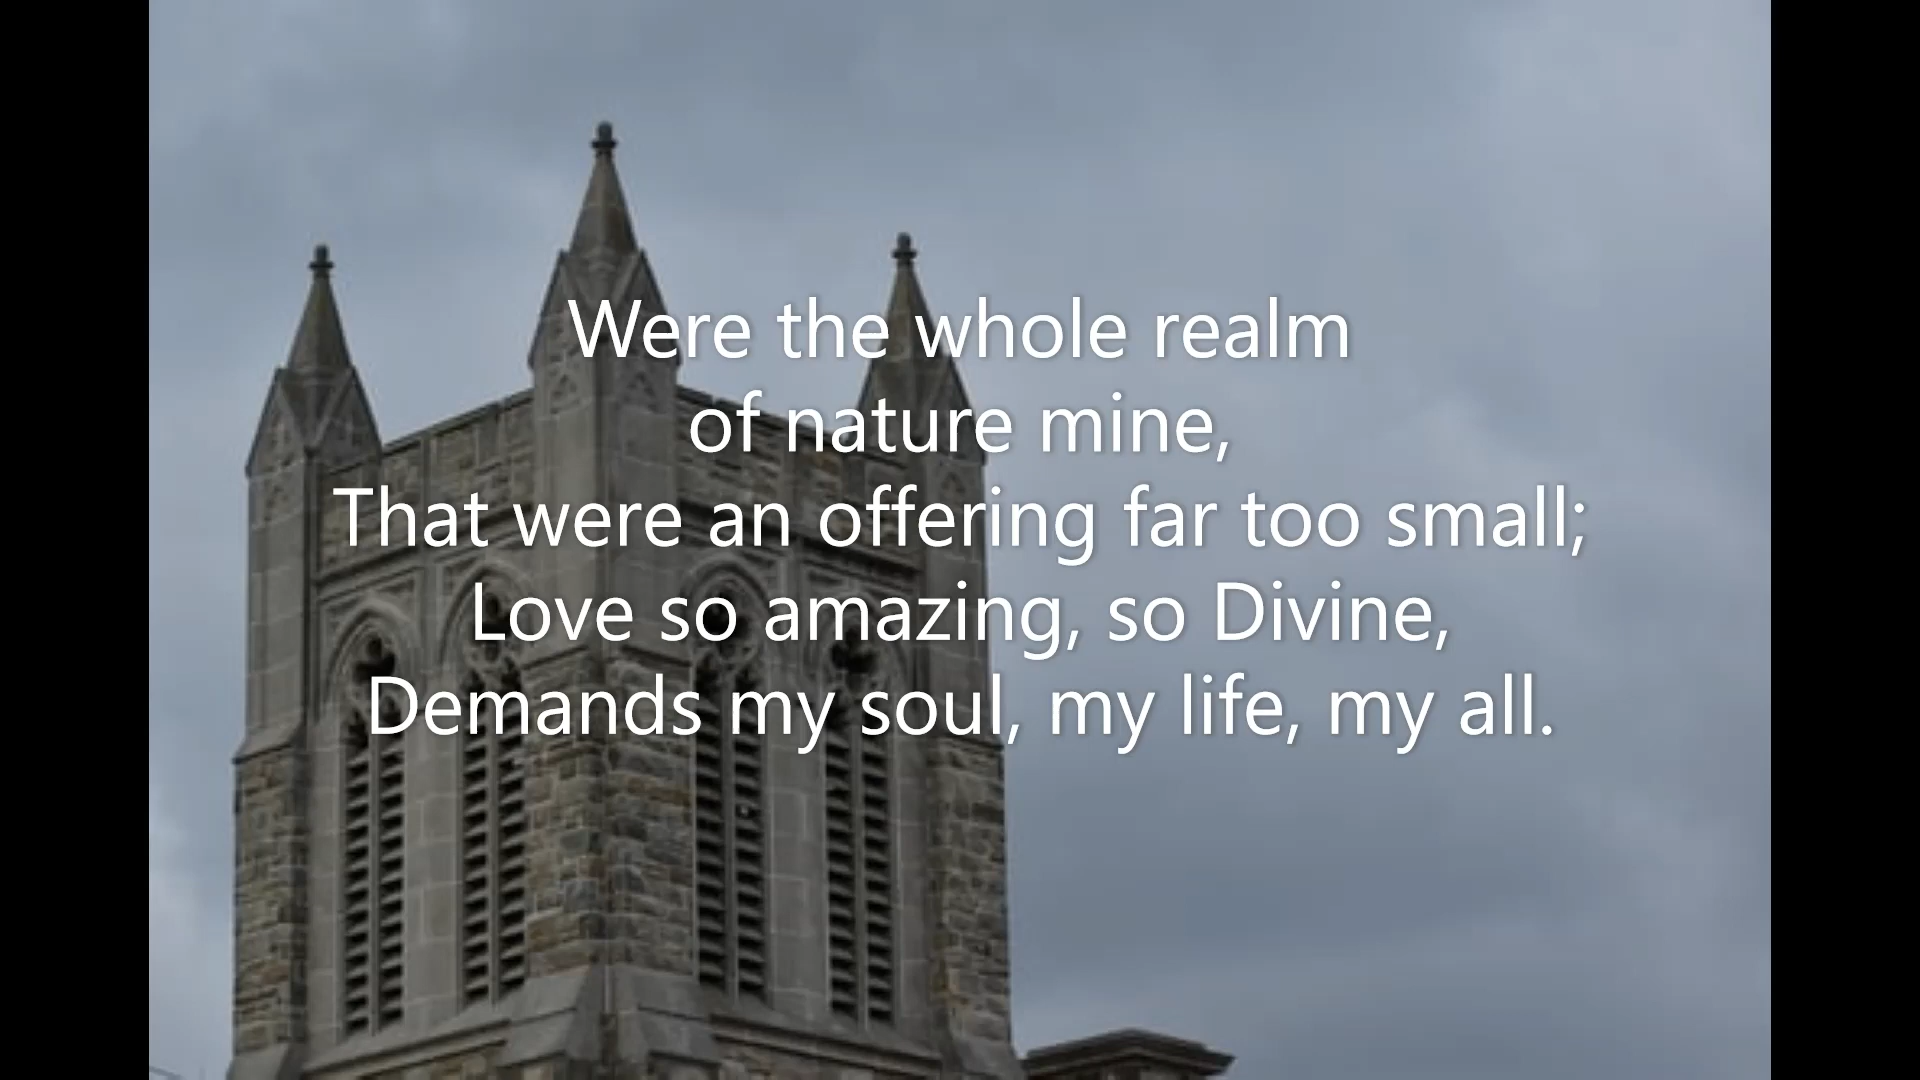 Were the whole realm
of nature mine,
That were an offering far too small;
Love so amazing, so Divine,
Demands my soul, my life, my all.